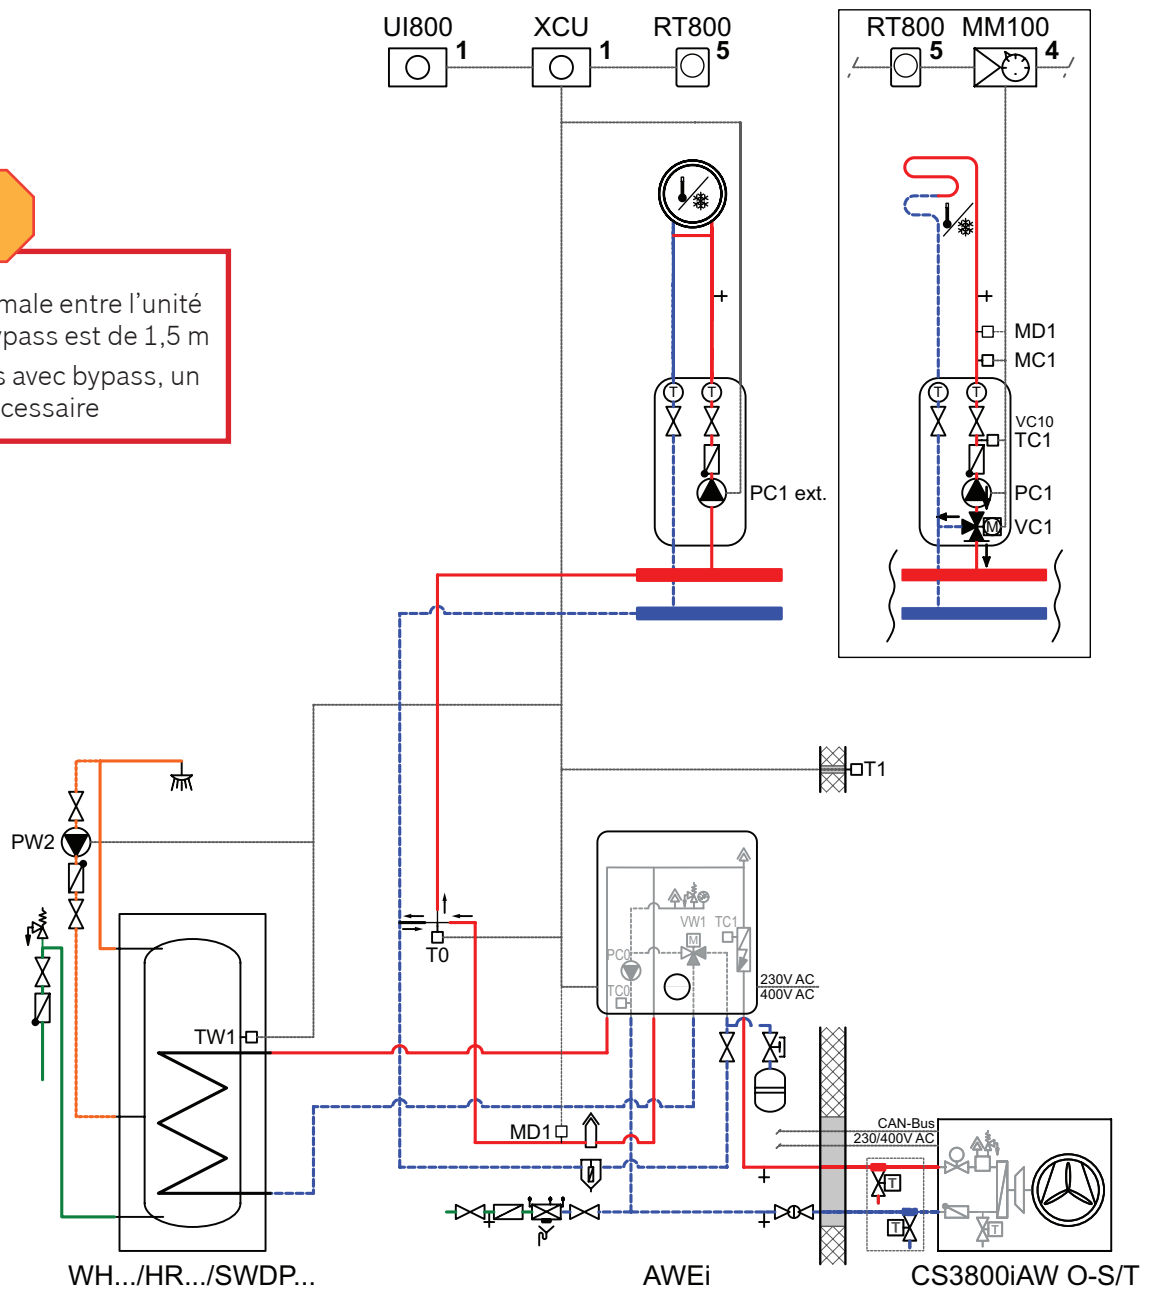 UI800 XCU RT800
1 1 5
RT800 MM100
5 4
male entre l'unité
ypass est de 1,5 m
s avec bypass, un
cessaire
MD1
MC1
T T T T
VC10
TC1
PC1 ext.
PC1
M VC1
T1
PW2
T0
VW1 TC1
M
PC0
TC0
230V AC
400V AC
TW1
MD1
CAN-Bus
230/400V AC
T
T
T
WH.../HR.../SWDP...
AWEi
CS3800iAW O-S/T